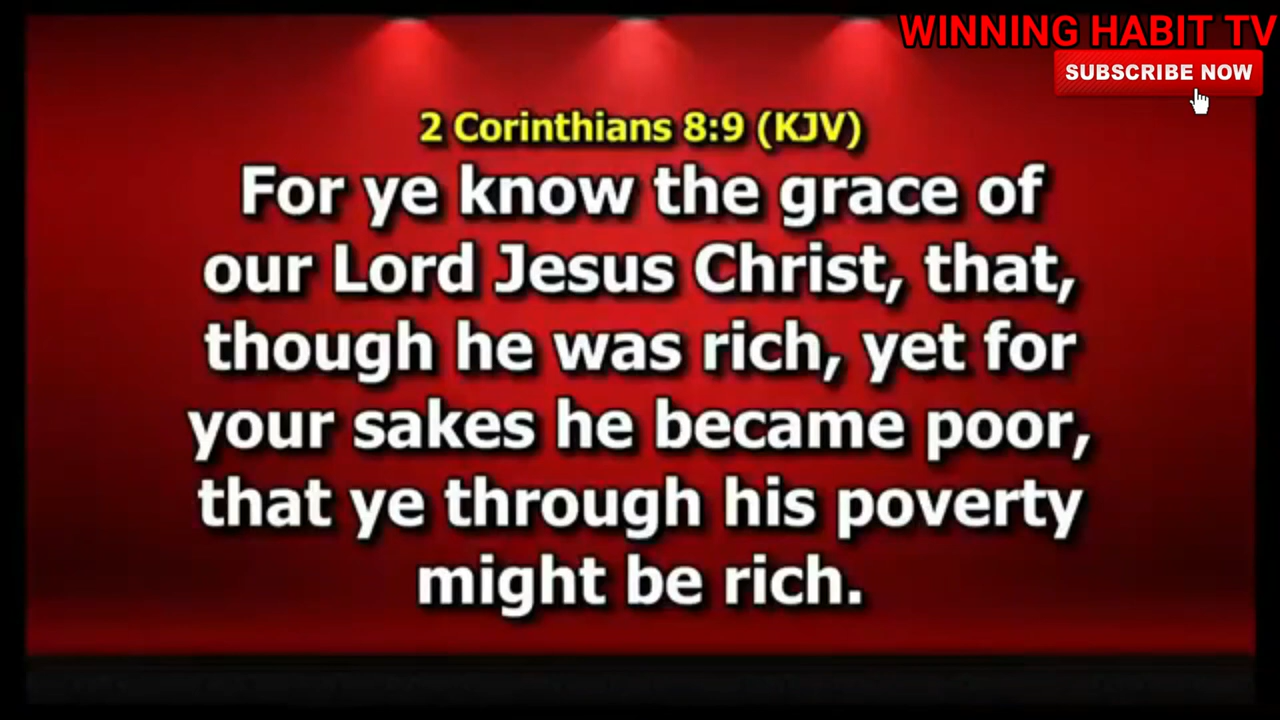 WINNING HABIT TV
SUBSCRIBE NOW
2 Corinthians 8:9 (KJV)
For ye know the grace of
our Lord Jesus Christ, that,
though he was rich, yet for
your sakes he became poor,
that ye through his poverty
might be rich.